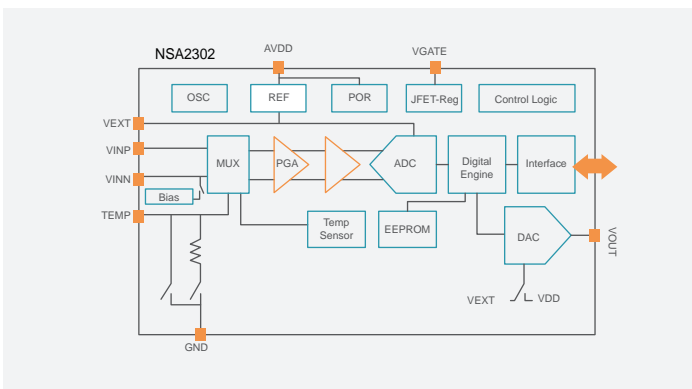 NSA2302
AVDD
VGATE
OSC
REF
POR
JFET-Reg
Control Logic
VEXT
VINP
VINN
TEMP
Bias
MUX
PGA
ADC
Digital
Engine
Interface
Temp
Sensor
EEPROM
DAC
VOUT
VEXT
VDD
GND